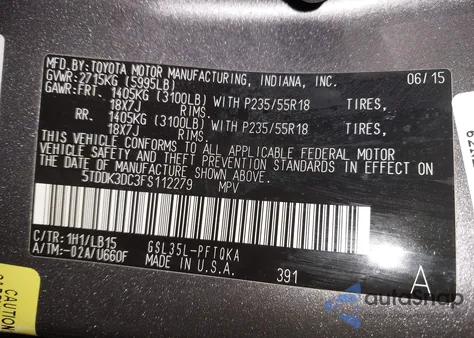 MFD.BY: TOYOTA MOTOR MANUFACTURING, INDIANA, INC. 06/15
GVWR: 2715KG (5995LB)
GAWR:FRT. 1405KG (3100LB) WITH P235/55R18 TIRES,
18X7J RIMS.
RR. 1405KG (3100LB) WITH P235/55R18 TIRES,
18X7J RIMS.
THIS VEHICLE CONFORMS TO ALL APPLICABLE FEDERAL MOTOR
VEHICLE SAFETY AND THEFT PREVENTION STANDARDS IN EFFECT ON
THE DATE OF MANUFACTURE SHOWN ABOVE.
5TDDK3DC3FS112279 MPV
C/TR: 1H1/LB15 GSL35L-PFTQKA
A/TM:-02A/U660F MADE IN U.S.A. 391 A
CAUTION
autoSnap